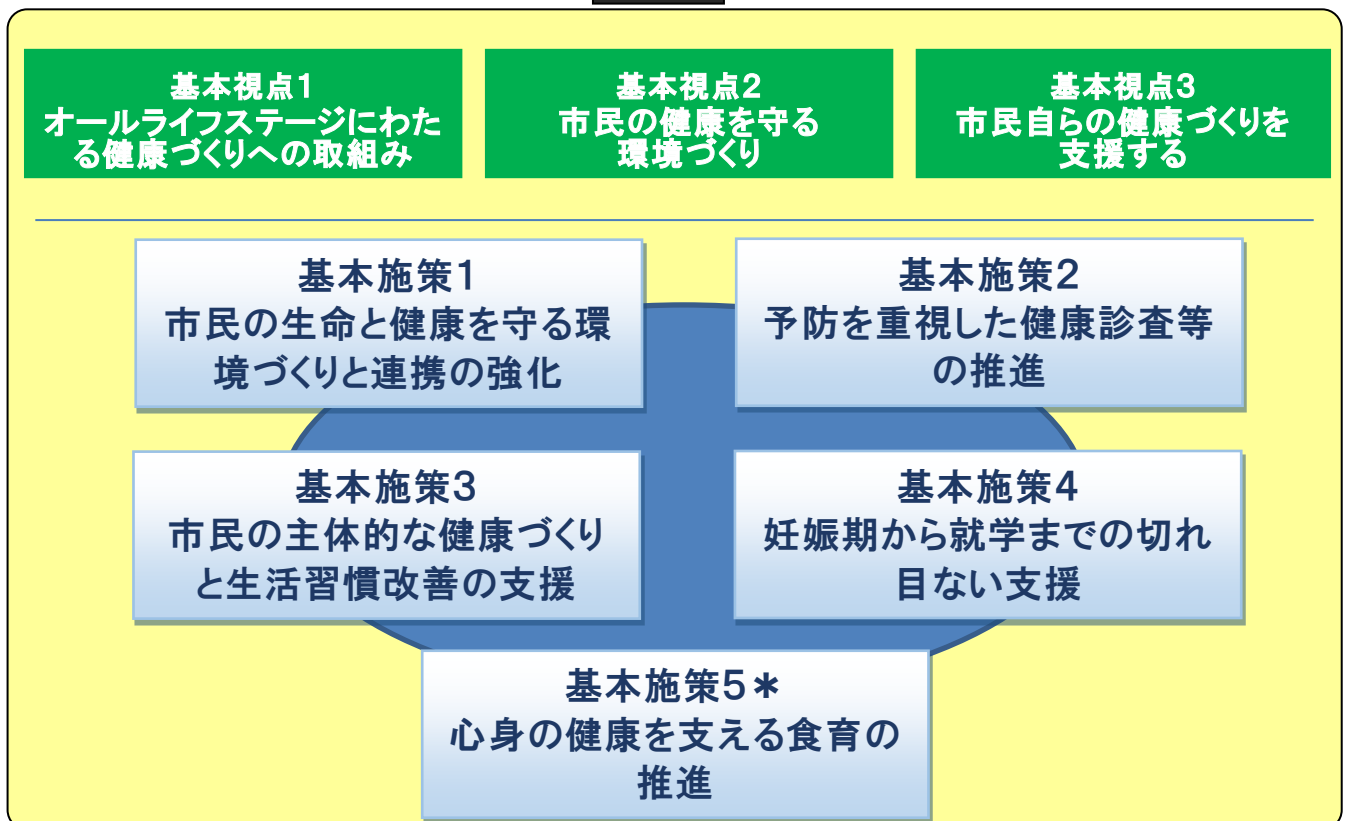 基本視点1
オールライフステージにわた
る健康づくりへの取組み
基本視点2
市民の健康を守る
環境づくり
基本視点3
市民自らの健康づくりを
支援する
基本施策1
市民の生命と健康を守る環
境づくりと連携の強化
基本施策2
予防を重視した健康診査等
の推進
基本施策3
市民の主体的な健康づくり
と生活習慣改善の支援
基本施策4
妊娠期から就学までの切れ
目ない支援
基本施策5＊
心身の健康を支える食育の
推進